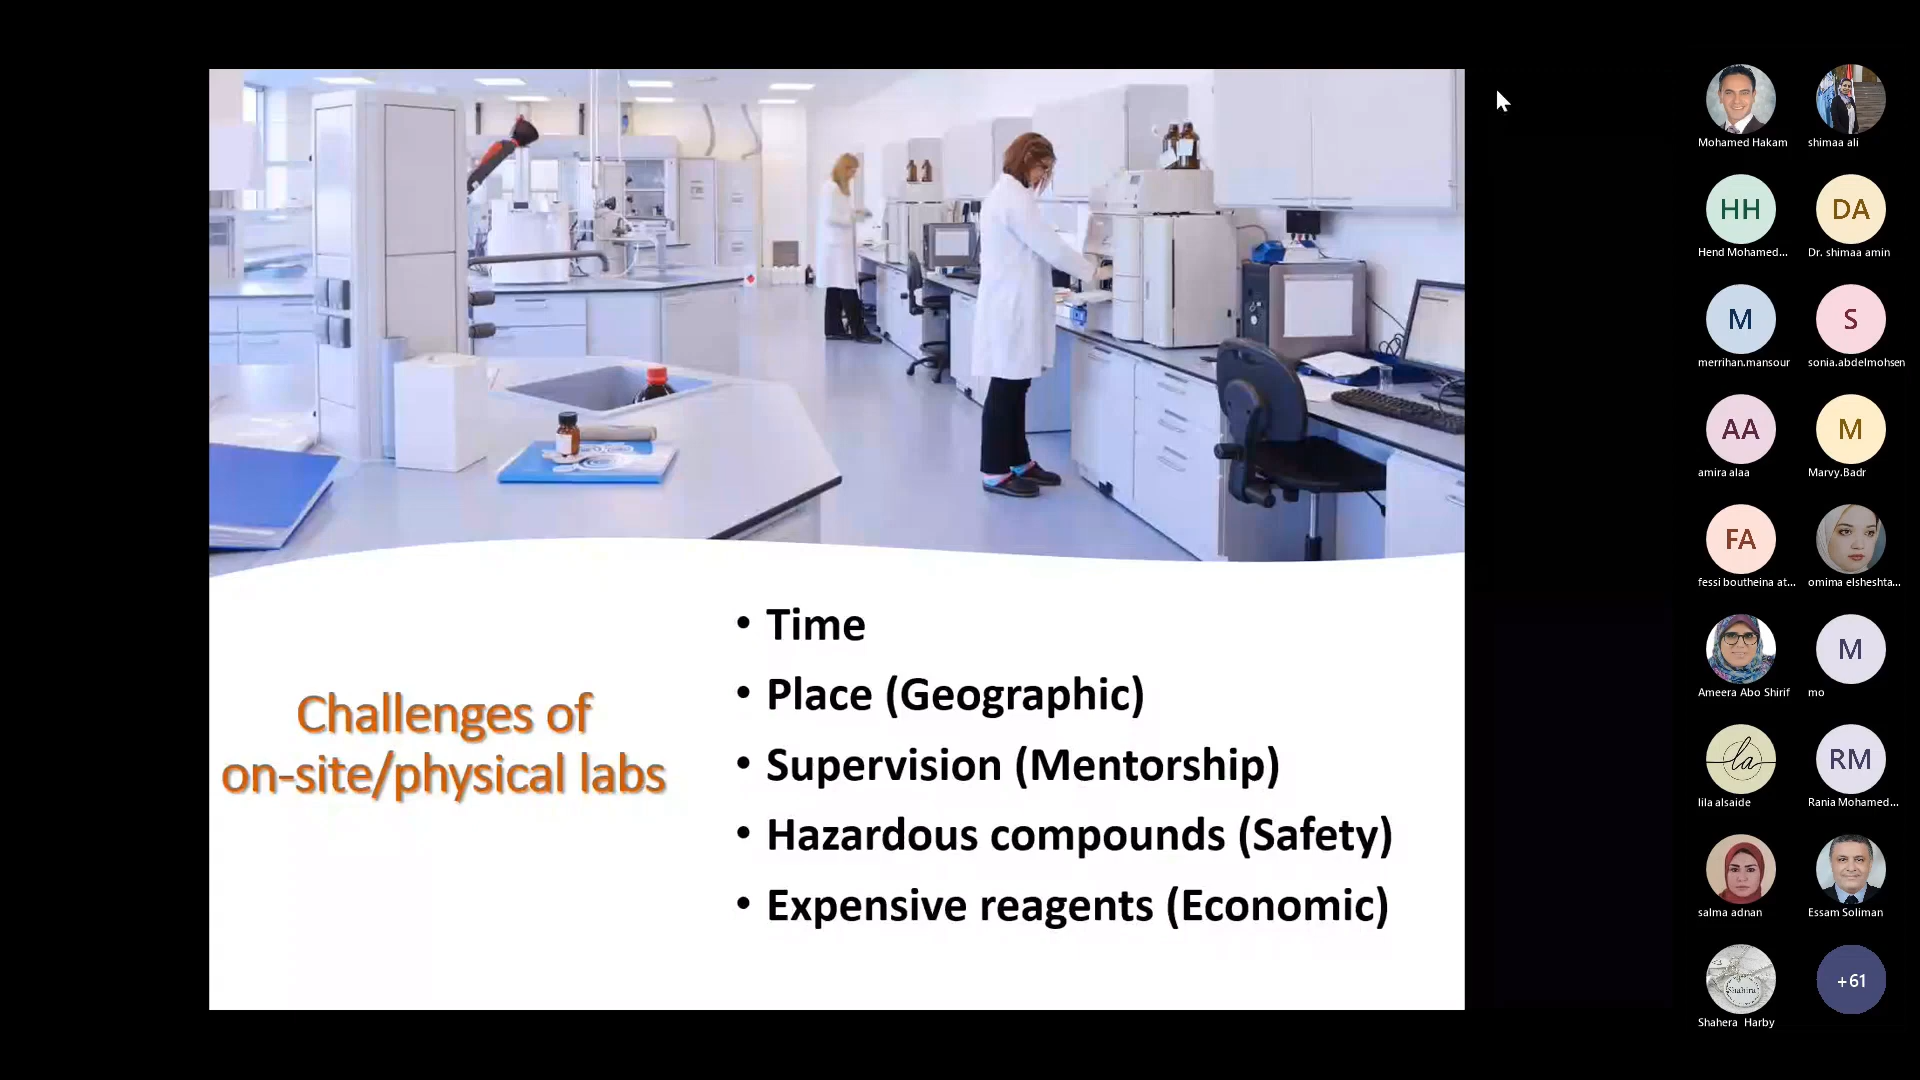 Challenges of
on-site/physical labs
• Time
• Place (Geographic)
• Supervision (Mentorship)
• Hazardous compounds (Safety)
• Expensive reagents (Economic)
Mohamed Hakam
shimaa ali
HH
Hend Mohamed...
DA
Dr. shimaa amin
M
merrihan.mansour
S
sonia.abdelmohsen
AA
amira alaa
M
Marvy.Badr
FA
fessi boutheina at...
omima elsheshta...
Ameera Abo Shirif
M
mo
la
lila alsaide
RM
Rania Mohamed...
salma adnan
Essam Soliman
Shahira
Shahera Harby
+61